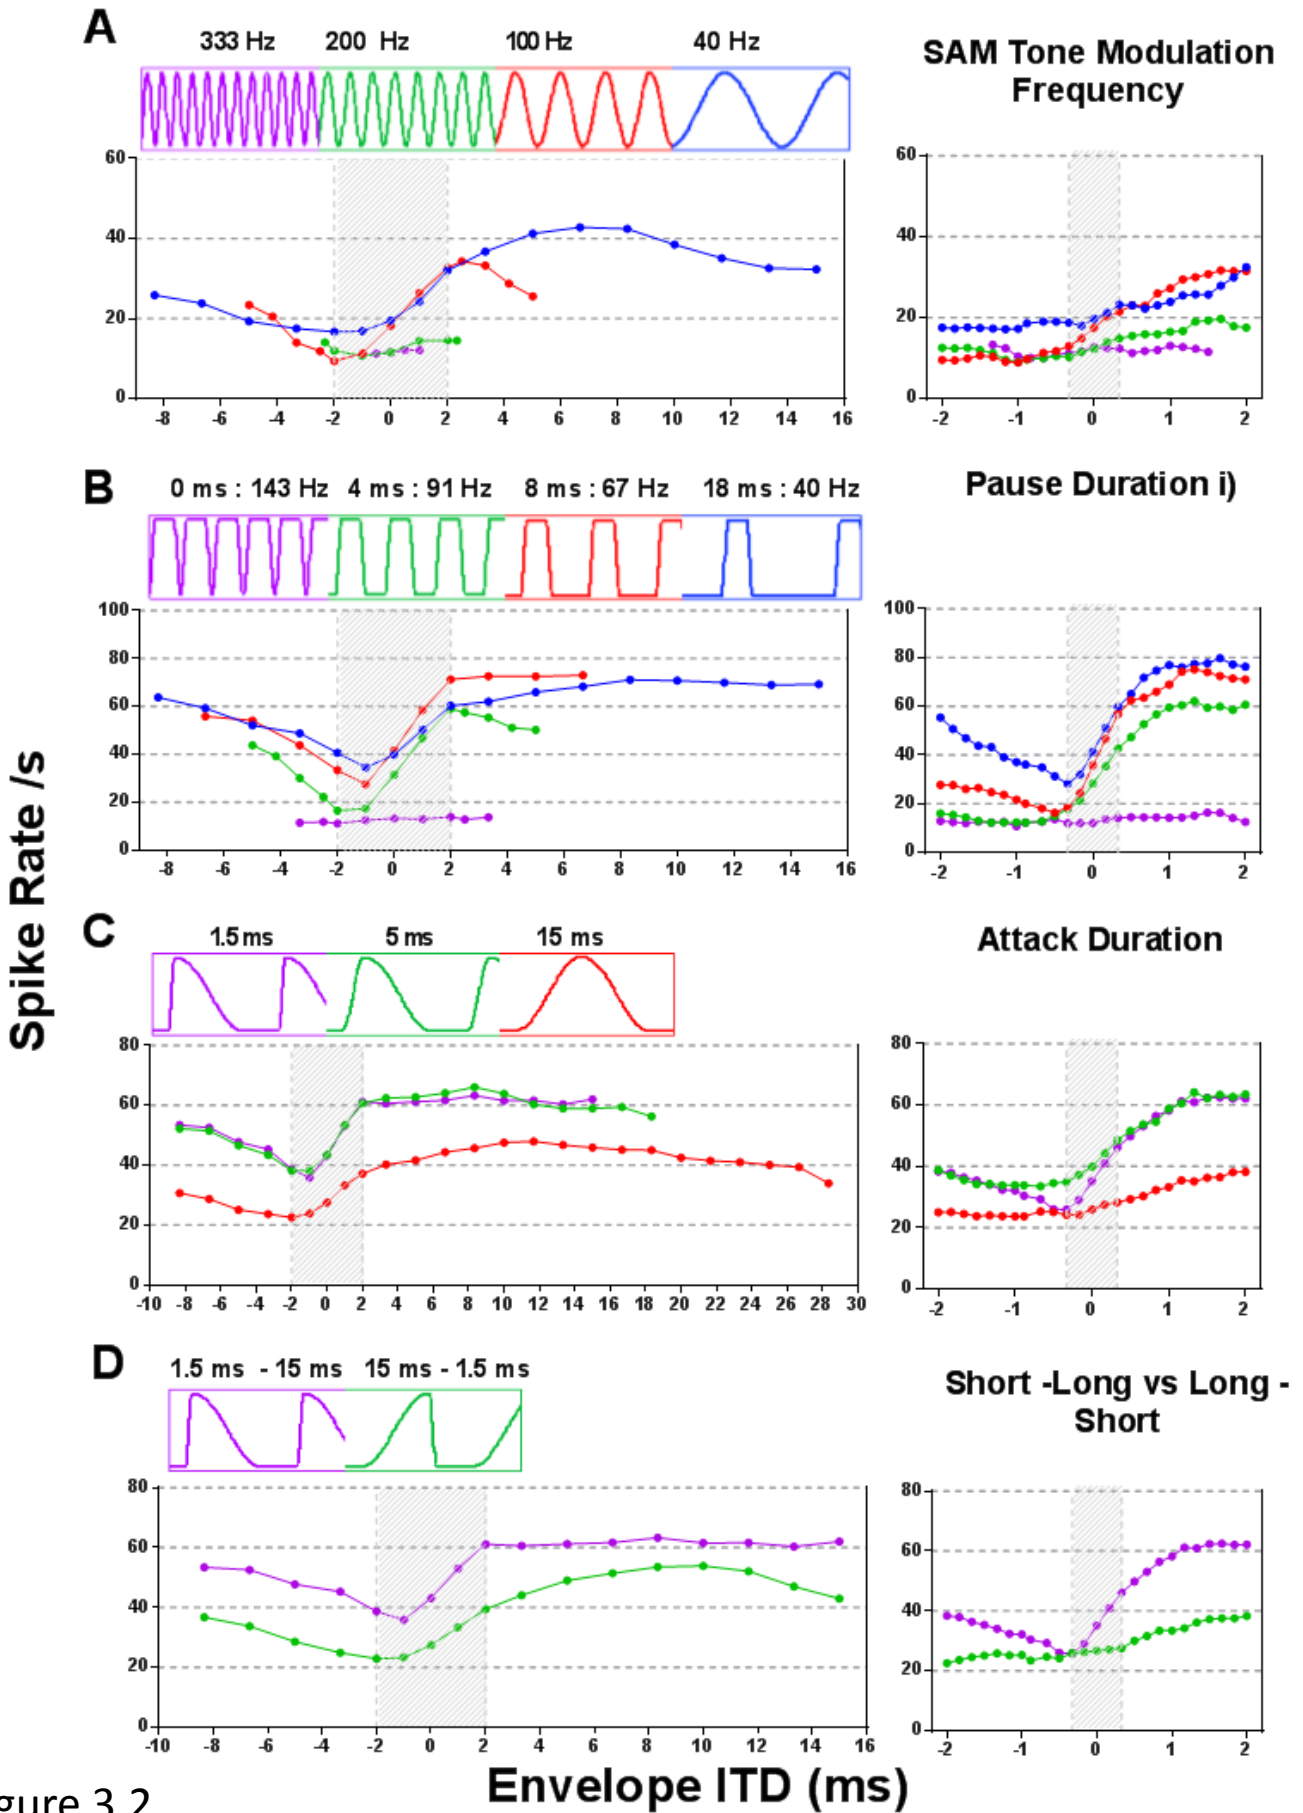 A
333 Hz 200 Hz 100 Hz 40 Hz
SAM Tone Modulation
Frequency
60
40
20
0
-8 -6 -4 -2 0 2 4 6 8 10 12 14 16
60
40
20
0
-2 -1 0 1 2
B
0 ms : 143 Hz 4 ms : 91 Hz 8 ms : 67 Hz 18 ms : 40 Hz
Pause Duration i)
100
80
60
40
20
0
-8 -6 -4 -2 0 2 4 6 8 10 12 14 16
100
80
60
40
20
0
-2 -1 0 1 2
Spike Rate /s
C
1.5 ms 5 ms 15 ms
Attack Duration
80
60
40
20
0
-10 -8 -6 -4 -2 0 2 4 6 8 10 12 14 16 18 20 22 24 26 28 30
80
60
40
20
0
-2 -1 0 1 2
D
1.5 ms - 15 ms 15 ms - 1.5 ms
Short -Long vs Long -
Short
80
60
40
20
0
-10 -8 -6 -4 -2 0 2 4 6 8 10 12 14 16
80
60
40
20
0
-2 -1 0 1 2
Envelope ITD (ms)
gure 3.2